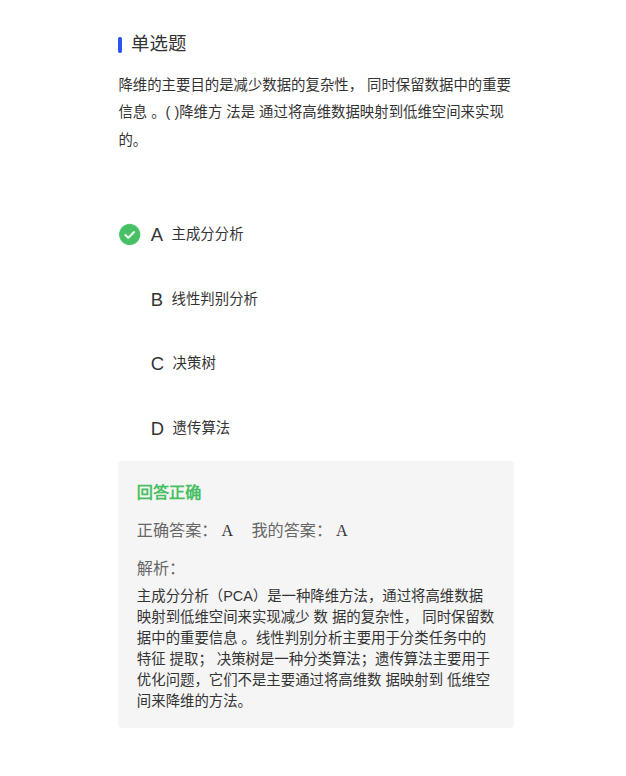 单选题
降维的主要目的是减少数据的复杂性， 同时保留数据中的重要
信息 。( )降维方 法是 通过将高维数据映射到低维空间来实现
的。
A 主成分分析
B 线性判别分析
C 决策树
D 遗传算法
回答正确
正确答案： A 我的答案： A
解析：
主成分分析（PCA）是一种降维方法，通过将高维数据
映射到低维空间来实现减少 数 据的复杂性， 同时保留数
据中的重要信息 。线性判别分析主要用于分类任务中的
特征 提取； 决策树是一种分类算法；遗传算法主要用于
优化问题，它们不是主要通过将高维数 据映射到 低维空
间来降维的方法。